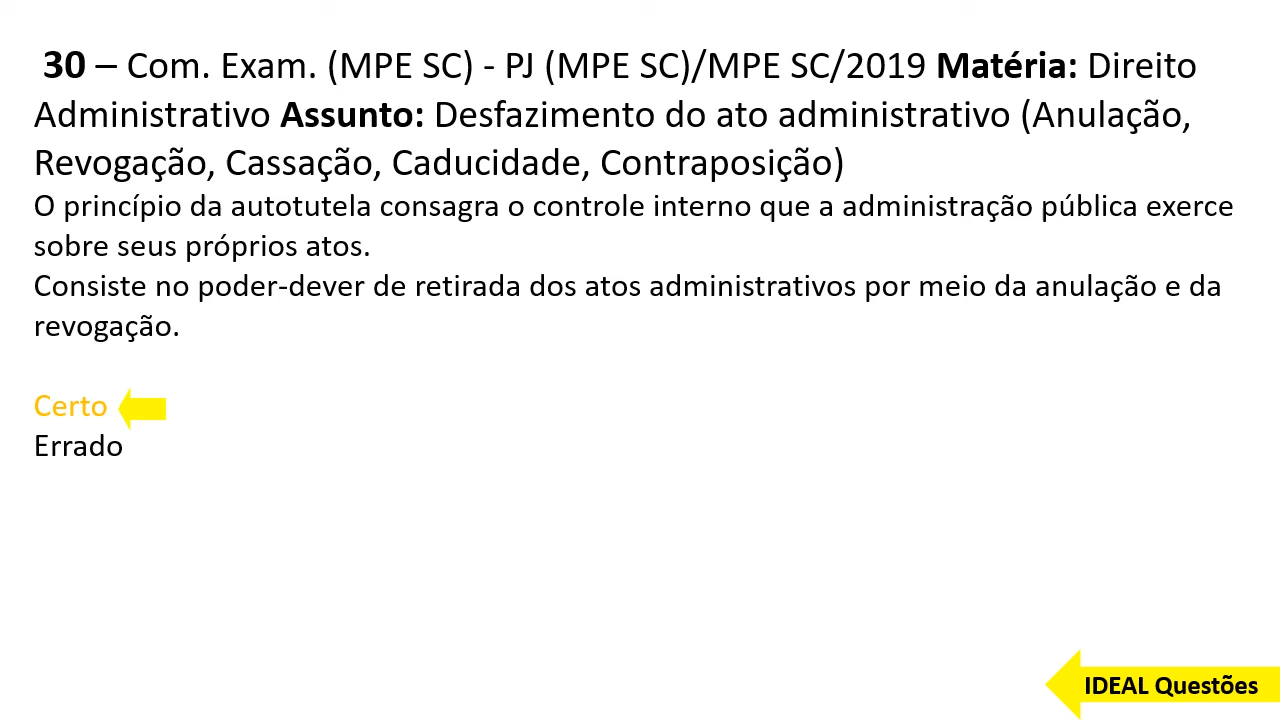 30 – Com. Exam. (MPE SC) - PJ (MPE SC)/MPE SC/2019 Matéria: Direito
Administrativo Assunto: Desfazimento do ato administrativo (Anulação,
Revogação, Cassação, Caducidade, Contraposição)
O princípio da autotutela consagra o controle interno que a administração pública exerce
sobre seus próprios atos.
Consiste no poder-dever de retirada dos atos administrativos por meio da anulação e da
revogação.
Certo
Errado
IDEAL Questões